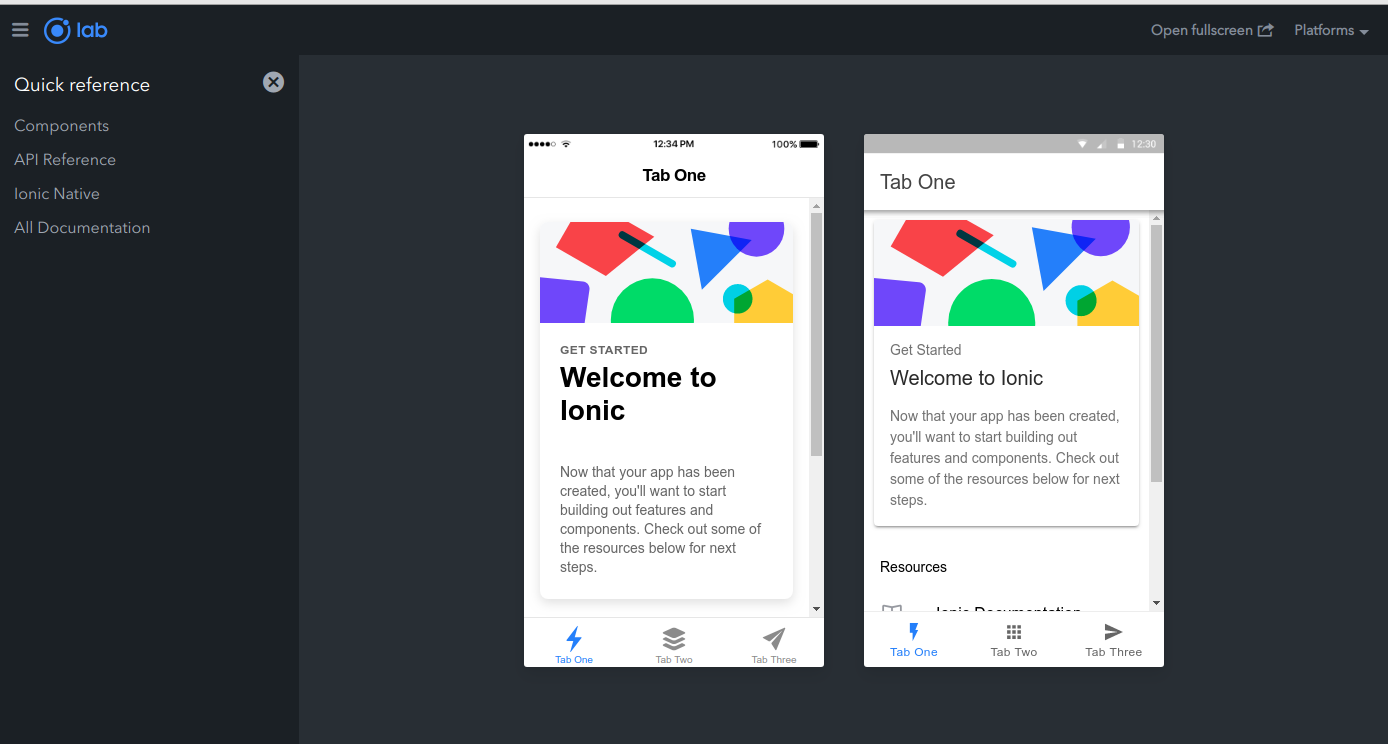 lab
Open fullscreen
Platforms
Quick reference
Components
API Reference
Ionic Native
All Documentation
12:34 PM
100%
Tab One
GET STARTED
Welcome to
Ionic
Now that your app has been
created, you'll want to start
building out features and
components. Check out some of
the resources below for next
steps.
Tab One
Tab Two
Tab Three
12:30
Tab One
Get Started
Welcome to Ionic
Now that your app has been created,
you'll want to start building out
features and components. Check out
some of the resources below for next
steps.
Resources
Ionic Documentation
Tab One
Tab Two
Tab Three